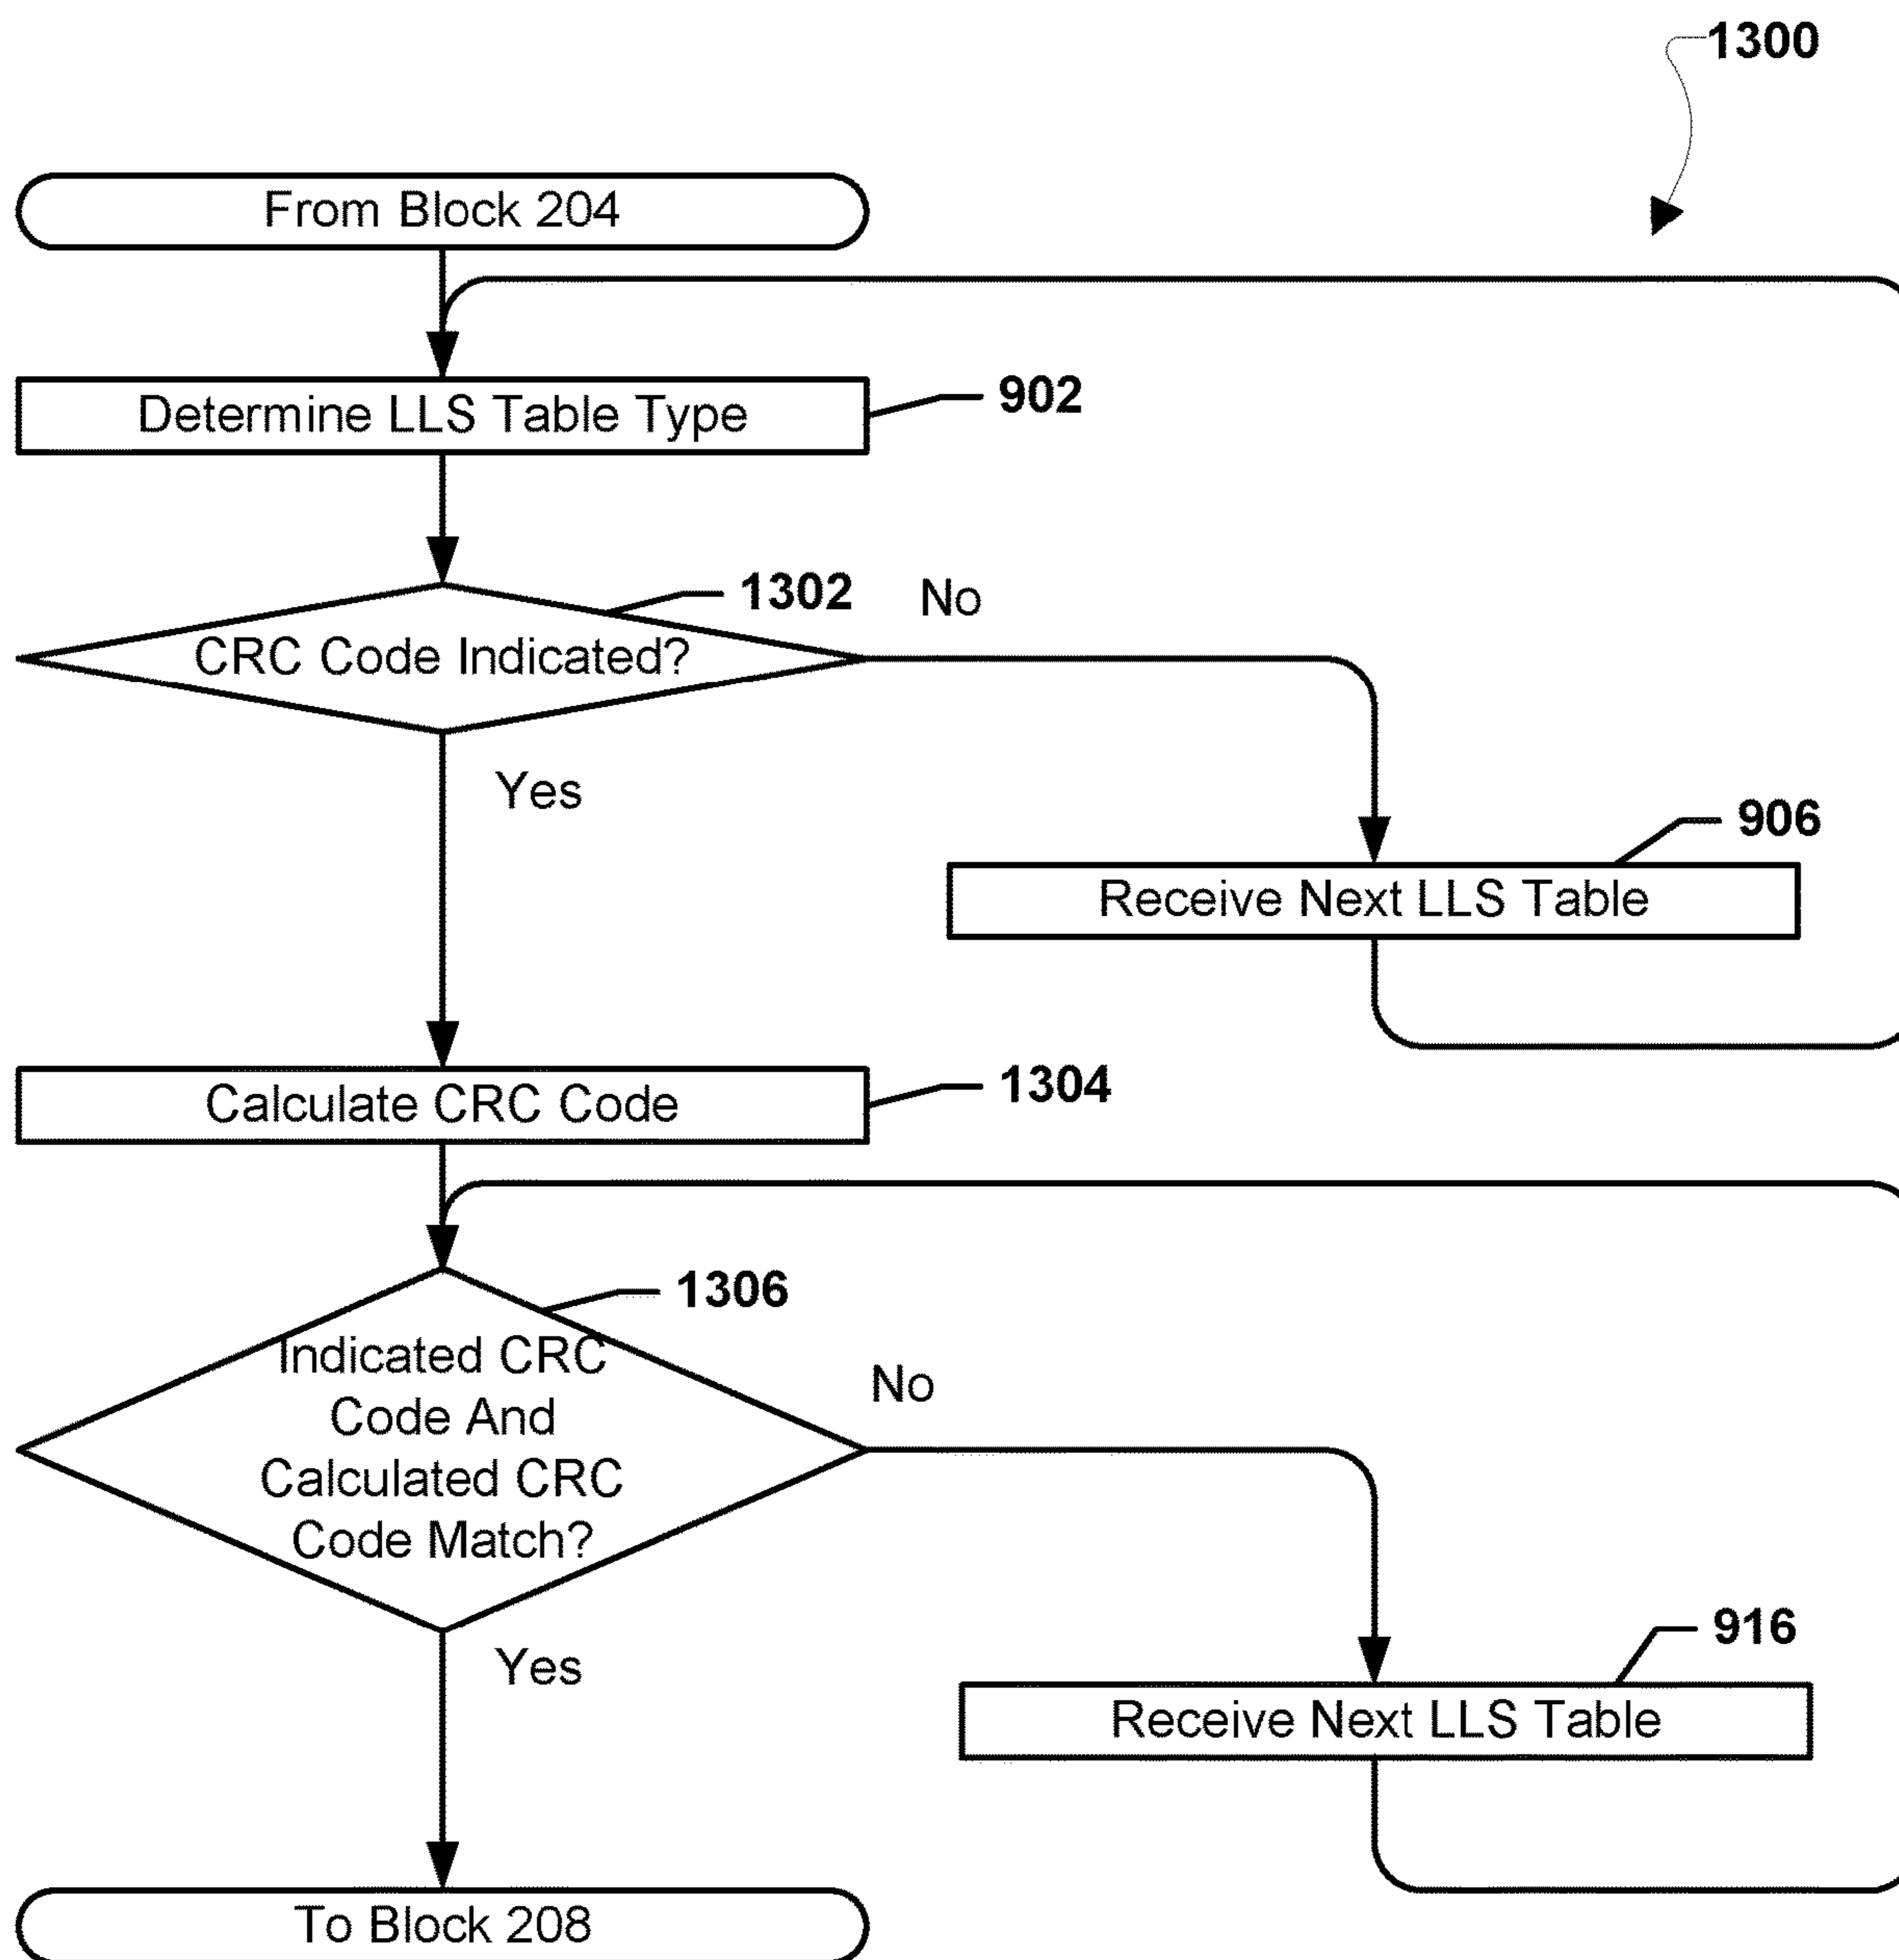 1300
From Block 204
Determine LLS Table Type
902
1302
No
CRC Code Indicated?
Yes
906
Receive Next LLS Table
Calculate CRC Code
1304
1306
Indicated CRC
Code And
Calculated CRC
Code Match?
No
Yes
916
Receive Next LLS Table
To Block 208